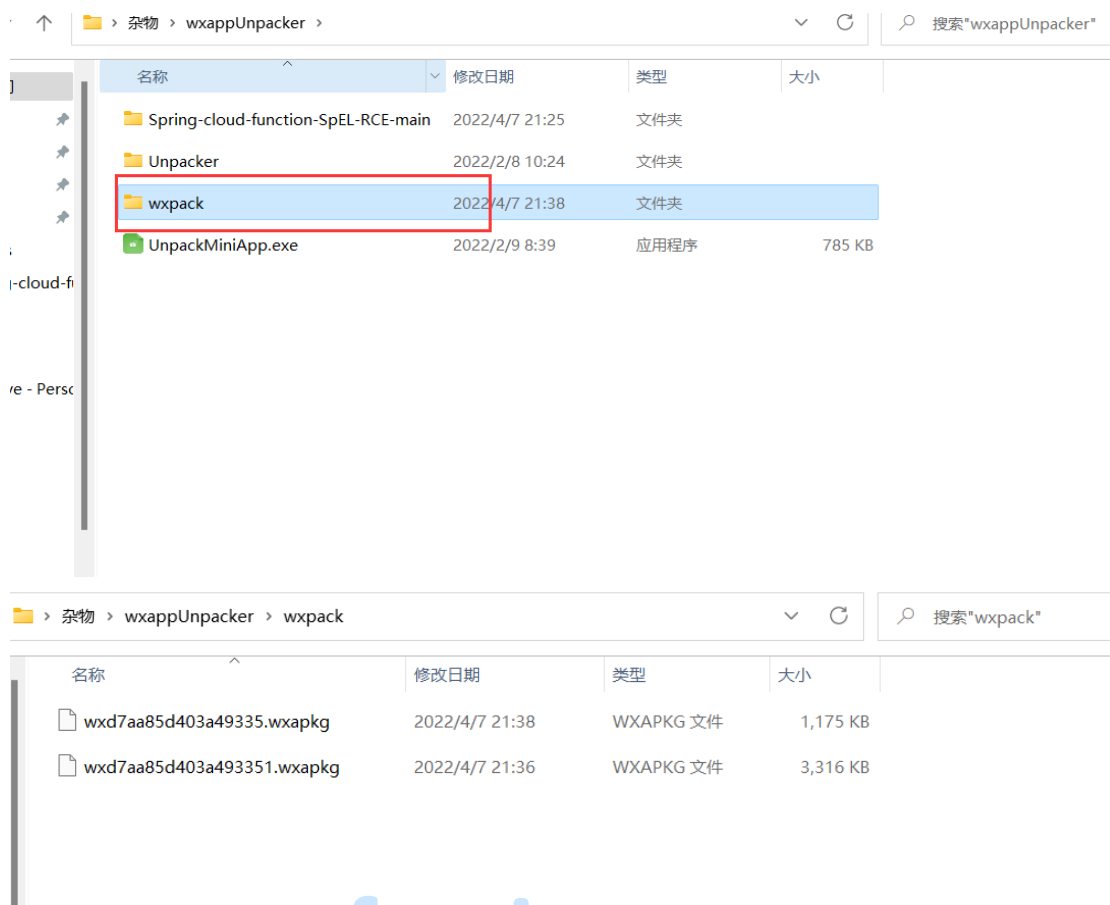 杂物 › wxappUnpacker ›
搜索"wxappUnpacker"
名称 修改日期 类型 大小
Spring-cloud-function-SpEL-RCE-main 2022/4/7 21:25 文件夹
Unpacker 2022/2/8 10:24 文件夹
wxpack 2022/4/7 21:38 文件夹
UnpackMiniApp.exe 2022/2/9 8:39 应用程序 785 KB
-cloud-fu
ve - Perso
杂物 › wxappUnpacker › wxpack
搜索"wxpack"
名称 修改日期 类型 大小
wxd7aa85d403a49335.wxapkg 2022/4/7 21:38 WXAPKG 文件 1,175 KB
wxd7aa85d403a493351.wxapkg 2022/4/7 21:36 WXAPKG 文件 3,316 KB